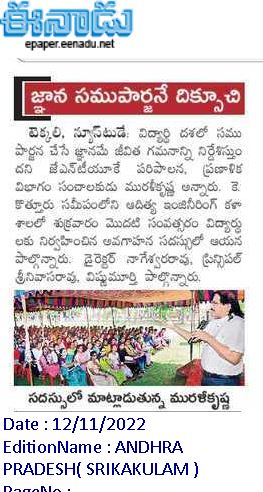 ఈనాడు
epaper.eenadu.net
జ్ఞాన సముపార్జనే దిక్సూచి
టెక్కలి, న్యూస్‌టుడే: విద్యార్థి దశలో సము
పార్జన చేసే జ్ఞానమే జీవిత గమనాన్ని నిర్దేశిస్తుం
దని జేఎన్‌టీయూకే పరిపాలన, ప్రణాళిక
విభాగం సంచాలకుడు మురళీకృష్ణ అన్నారు. కె.
కొత్తూరు సమీపంలోని ఆదిత్య ఇంజినీరింగ్ కళా
శాలలో శుక్రవారం మొదటి సంవత్సరం విద్యార్థు
లకు నిర్వహించిన అవగాహన సదస్సులో ఆయన
పాల్గొన్నారు. డైరెక్టర్ నాగేశ్వరరావు, ప్రిన్సిపల్
శ్రీనివాసరావు, విష్ణుమూర్తి పాల్గొన్నారు.
సదస్సులో మాట్లాడుతున్న మురళీకృష్ణ
Date : 12/11/2022
EditionName : ANDHRA
PRADESH( SRIKAKULAM )
PageNo :